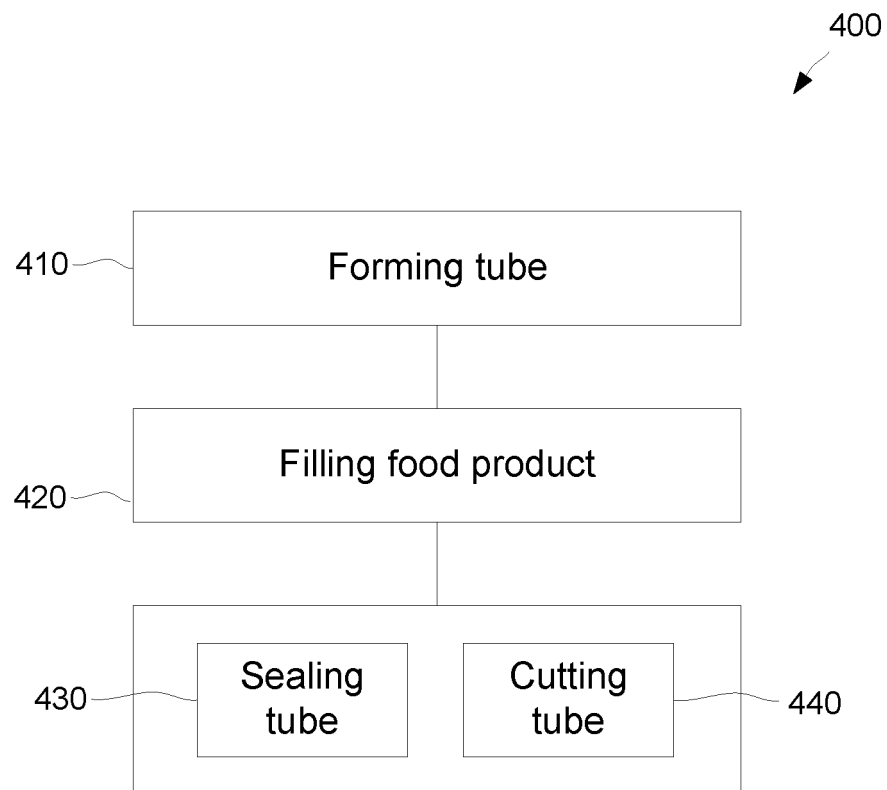 400
410
Forming tube
Filling food product
420
430
Sealing
tube
Cutting
tube
440